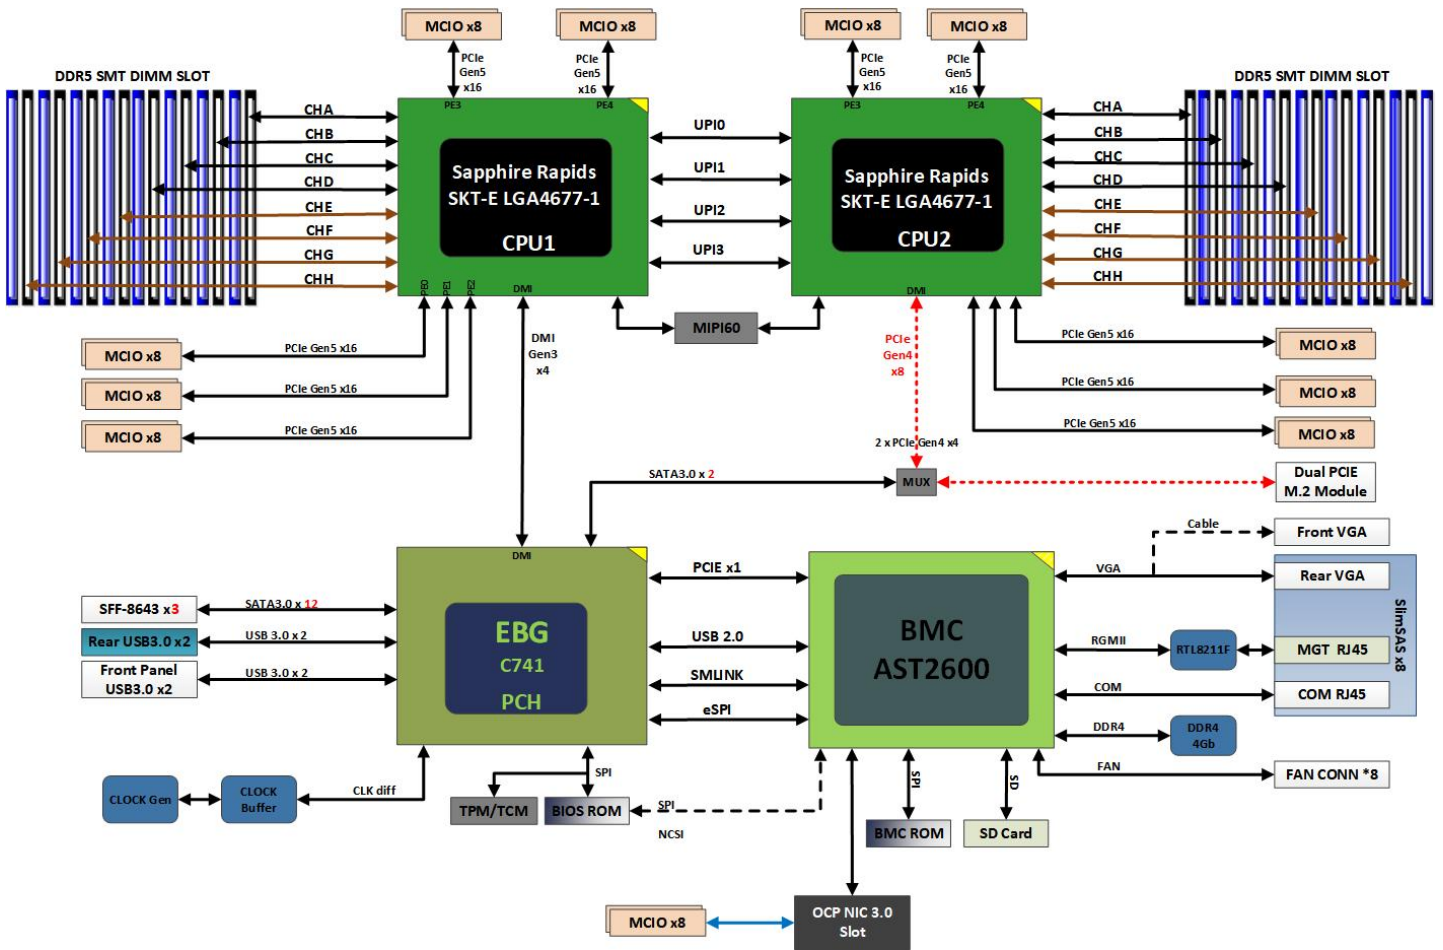 MCIO x8
MCIO x8
MCIO x8
MCIO x8
PCIe
Gen5
x16
PCIe
Gen5
x16
PCIe
Gen5
x16
PCIe
Gen5
x16
DDR5 SMT DIMM SLOT
DDR5 SMT DIMM SLOT
PE3
PE4
PE3
PE4
CHA
CHB
CHC
CHD
CHE
CHF
CHG
CHH
Sapphire Rapids
SKT-E LGA4677-1
CPU1
UPI0
UPI1
UPI2
UPI3
Sapphire Rapids
SKT-E LGA4677-1
CPU2
CHA
CHB
CHC
CHD
CHE
CHF
CHG
CHH
PE0
PE1
PE2
DMI
DMI
MIPI60
MCIO x8
PCIe Gen5 x16
MCIO x8
PCIe Gen5 x16
MCIO x8
PCIe Gen5 x16
DMI
Gen3
x4
PCIe
Gen4
x8
PCIe Gen5 x16
MCIO x8
PCIe Gen5 x16
MCIO x8
PCIe Gen5 x16
MCIO x8
2 x PCIe Gen4 x4
SATA3.0 x 2
MUX
Dual PCIE
M.2 Module
Cable
Front VGA
DMI
EBG
C741
PCH
PCIE x1
USB 2.0
SMLINK
eSPI
BMC
AST2600
VGA
Rear VGA
SlimSAS x8
RGMII
RTL8211F
MGT RJ45
COM
COM RJ45
DDR4
DDR4
4Gb
FAN
FAN CONN *8
SFF-8643 x3
SATA3.0 x 12
Rear USB3.0 x2
USB 3.0 x 2
Front Panel
USB3.0 x2
USB 3.0 x 2
CLOCK Gen
CLOCK
Buffer
CLK diff
SPI
TPM/TCM
BIOS ROM
SPI
NCSI
SPI
SD
BMC ROM
SD Card
MCIO x8
OCP NIC 3.0
Slot